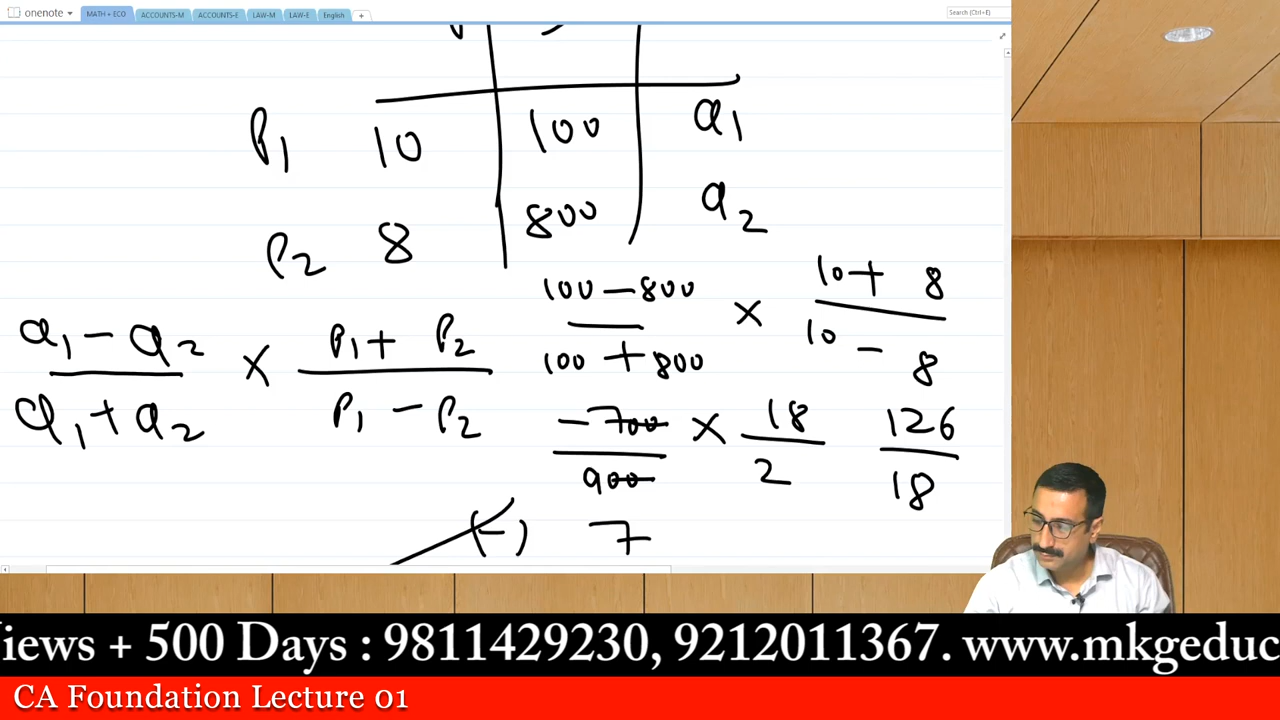 onenote MATH + ECO ACCOUNTS-M ACCOUNTS-E LAW-M LAW-E English + Search (Ctrl+E)
P1 10 100 Q1
P2 8 800 Q2
Q1 - Q2 / Q1 + Q2 × P1 + P2 / P1 - P2
100 - 800 / 100 + 800 × 10 + 8 / 10 - 8
-700 / 900 × 18 / 2 126 / 18
(-) 7
Views + 500 Days : 9811429230, 9212011367. www.mkgeduc
CA Foundation Lecture 01